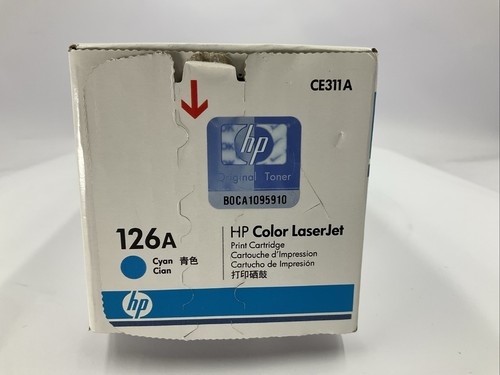 CE311A
hp
Original Toner
B0CA1095910
126A
Cyan 青色
Cian
HP Color LaserJet
Print Cartridge
Cartouche d'Impression
Cartucho de Impresión
打印硒鼓
hp